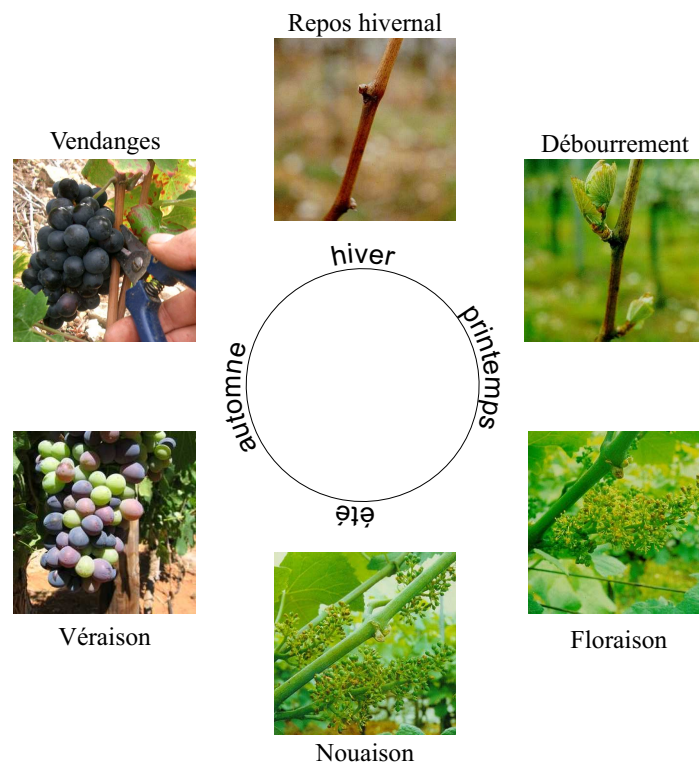 Repos hivernal
Vendanges
Débourrement
hiver
printemps
automne
été
Véraison
Floraison
Nouaison